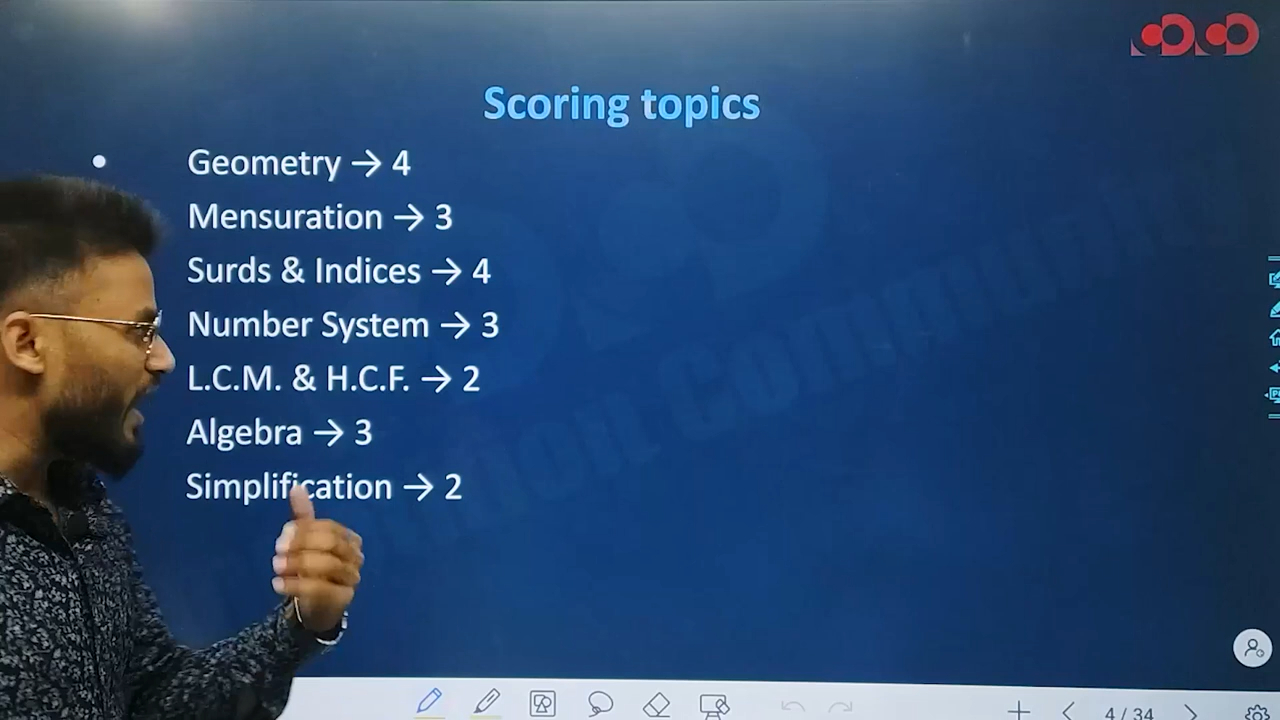 Scoring topics
• Geometry → 4
Mensuration → 3
Surds & Indices → 4
Number System → 3
L.C.M. & H.C.F. → 2
Algebra → 3
Simplification → 2
4 / 34